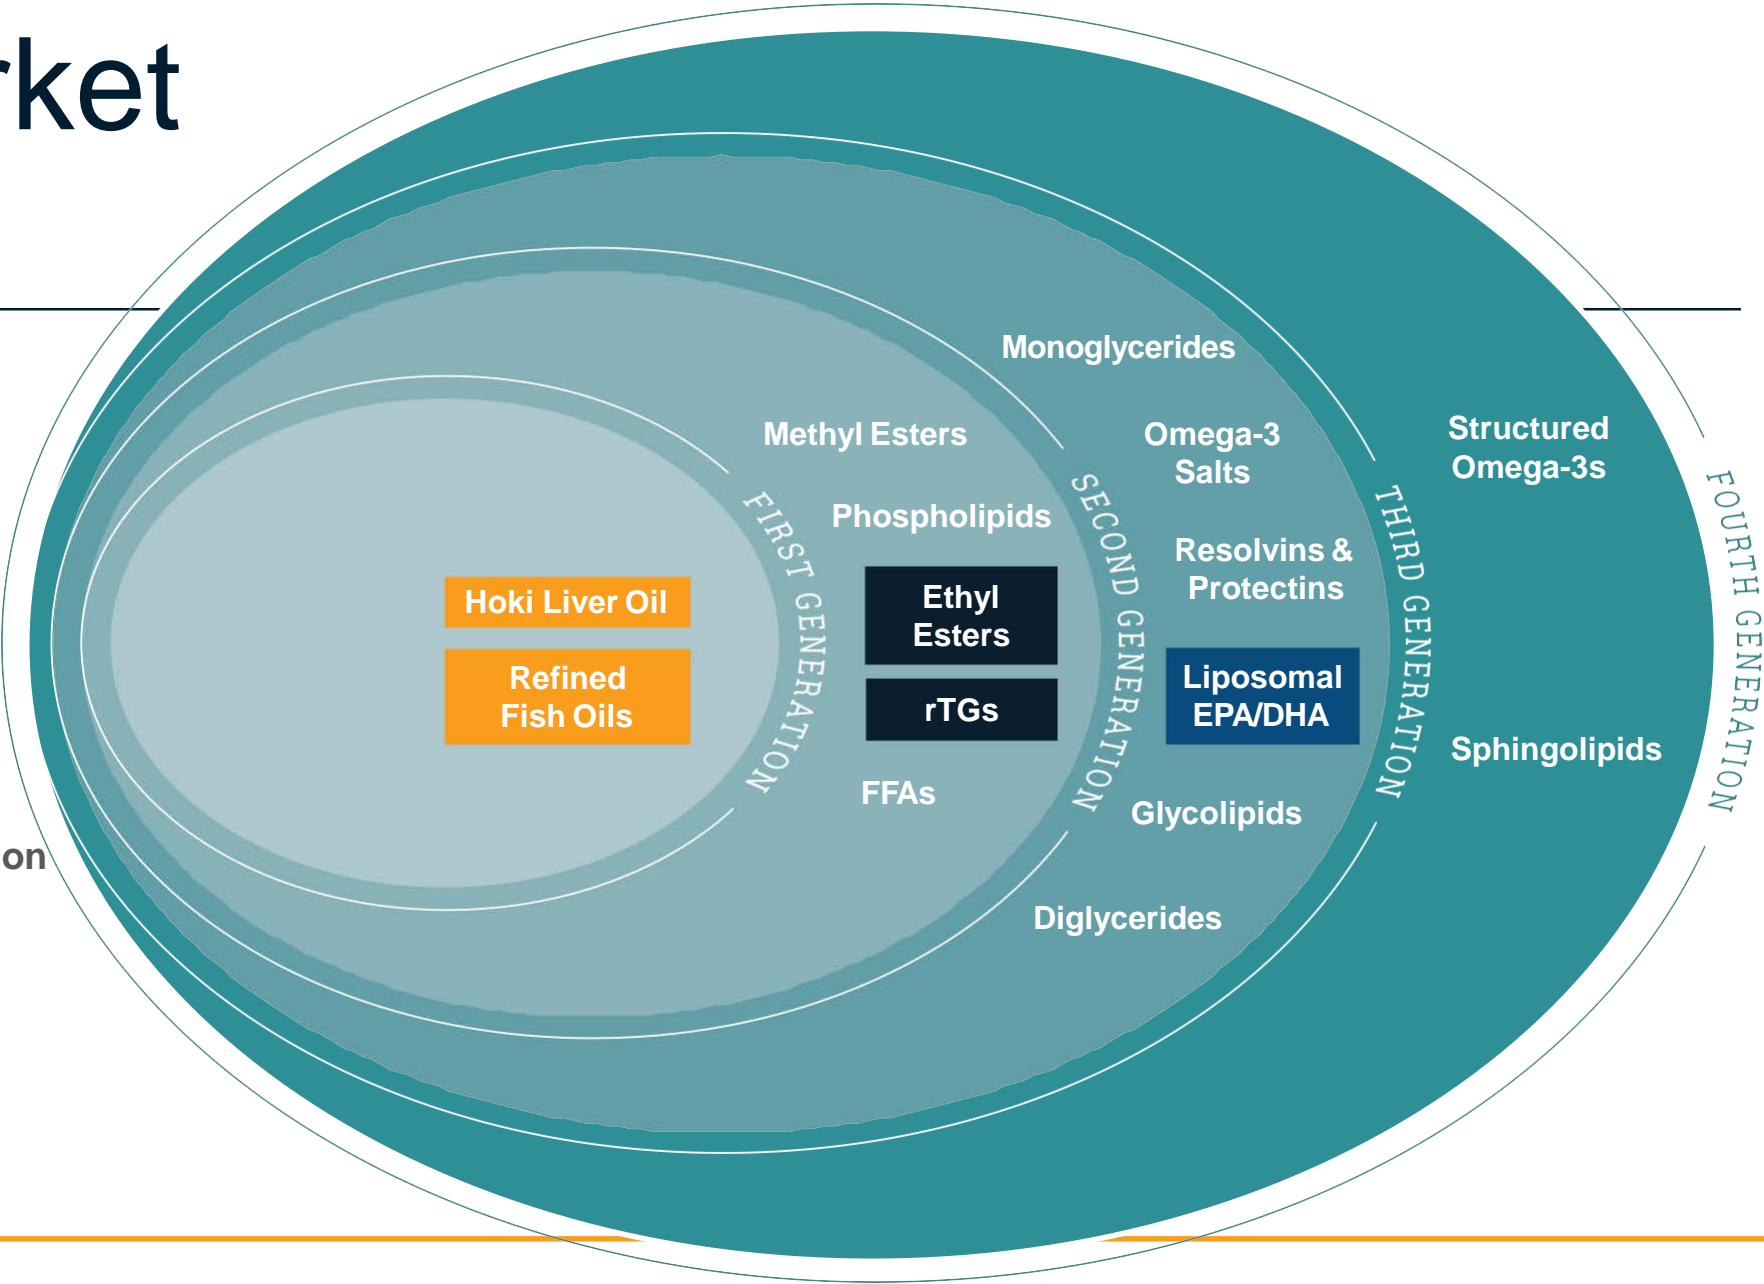 rket
Monoglycerides
Methyl Esters
Omega-3
Salts
Structured
Omega-3s
Phospholipids
Resolvins &
Protectins
Hoki Liver Oil
Ethyl
Esters
Refined
Fish Oils
rTGs
Liposomal
EPA/DHA
Sphingolipids
FFAs
Glycolipids
on
Diglycerides
FIRST GENERATION
SECOND GENERATION
THIRD GENERATION
FOURTH GENERATION